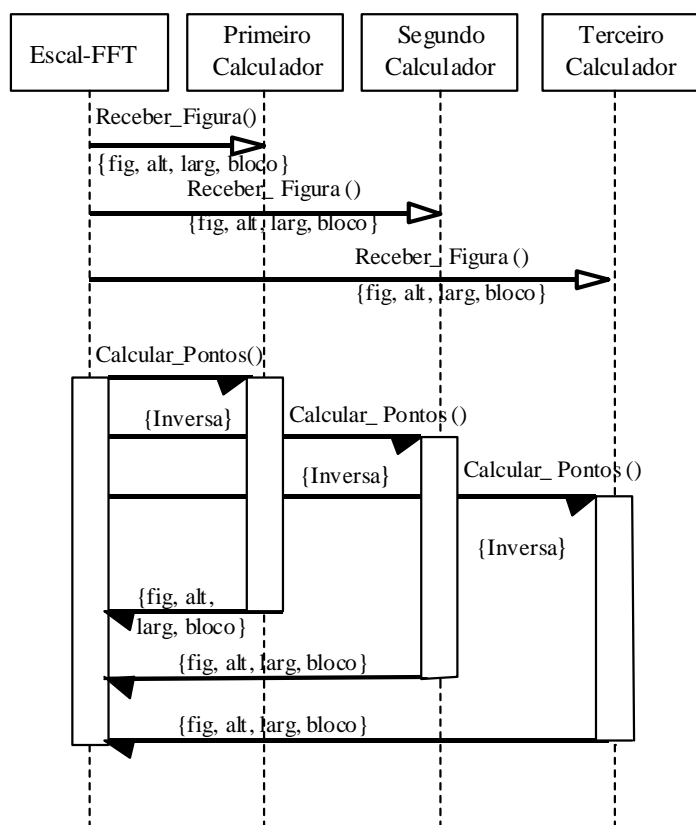 Escal-FFT
Primeiro
Calculador
Segundo
Calculador
Terceiro
Calculador
Receber_Figura()
{fig, alt, larg, bloco}
Receber_ Figura ()
{fig, alt, larg, bloco}
Receber_ Figura ()
{fig, alt, larg, bloco}
Calcular_Pontos()
{Inversa}
Calcular_ Pontos ()
{Inversa}
Calcular_ Pontos ()
{Inversa}
{fig, alt,
larg, bloco}
{fig, alt, larg, bloco}
{fig, alt, larg, bloco}